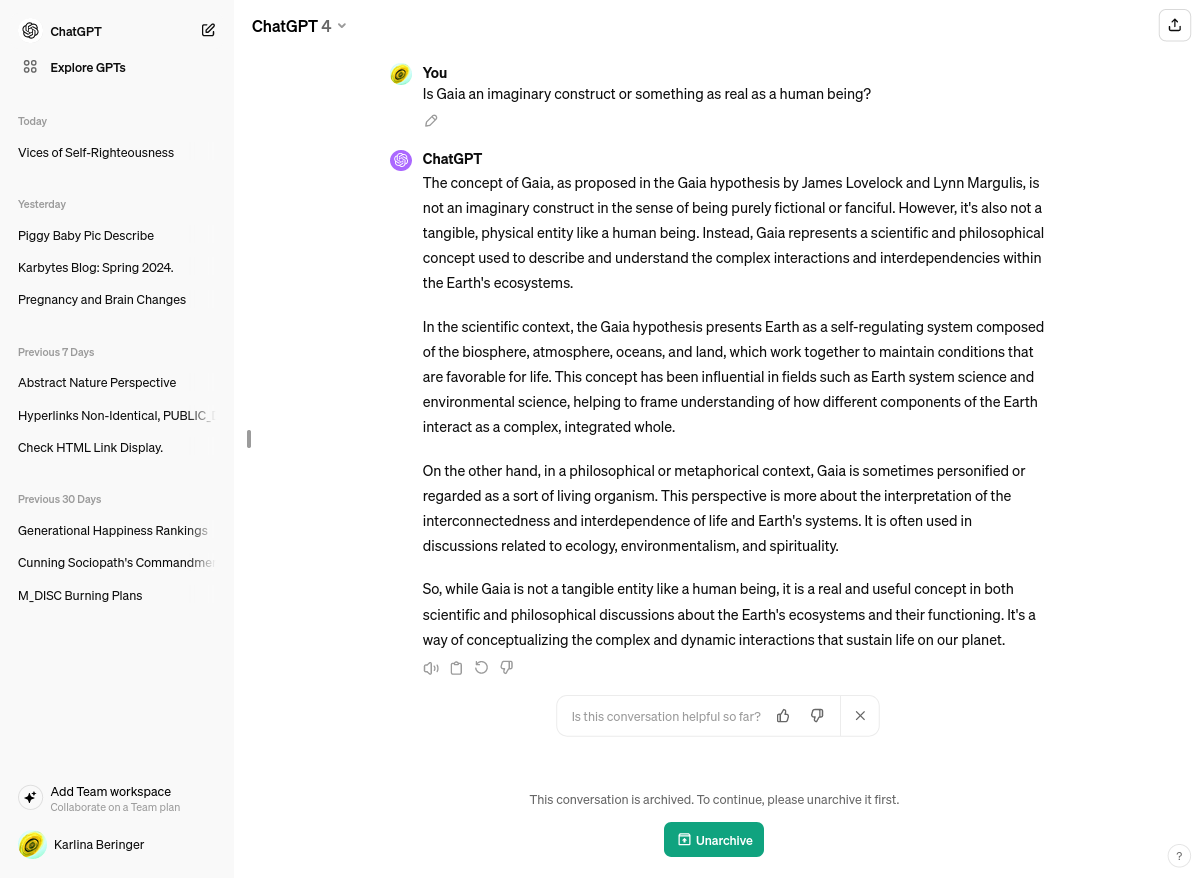 ChatGPT
Explore GPTs
Today
Vices of Self-Righteousness
Yesterday
Piggy Baby Pic Describe
Karbytes Blog: Spring 2024.
Pregnancy and Brain Changes
Previous 7 Days
Abstract Nature Perspective
Hyperlinks Non-Identical, PUBLIC_
Check HTML Link Display.
Previous 30 Days
Generational Happiness Rankings
Cunning Sociopath's Commandme
M_DISC Burning Plans
Add Team workspace
Collaborate on a Team plan
Karlina Beringer
ChatGPT 4
You
Is Gaia an imaginary construct or something as real as a human being?
ChatGPT
The concept of Gaia, as proposed in the Gaia hypothesis by James Lovelock and Lynn Margulis, is
not an imaginary construct in the sense of being purely fictional or fanciful. However, it's also not a
tangible, physical entity like a human being. Instead, Gaia represents a scientific and philosophical
concept used to describe and understand the complex interactions and interdependencies within
the Earth's ecosystems.
In the scientific context, the Gaia hypothesis presents Earth as a self-regulating system composed
of the biosphere, atmosphere, oceans, and land, which work together to maintain conditions that
are favorable for life. This concept has been influential in fields such as Earth system science and
environmental science, helping to frame understanding of how different components of the Earth
interact as a complex, integrated whole.
On the other hand, in a philosophical or metaphorical context, Gaia is sometimes personified or
regarded as a sort of living organism. This perspective is more about the interpretation of the
interconnectedness and interdependence of life and Earth's systems. It is often used in
discussions related to ecology, environmentalism, and spirituality.
So, while Gaia is not a tangible entity like a human being, it is a real and useful concept in both
scientific and philosophical discussions about the Earth's ecosystems and their functioning. It's a
way of conceptualizing the complex and dynamic interactions that sustain life on our planet.
Is this conversation helpful so far?
This conversation is archived. To continue, please unarchive it first.
Unarchive
?